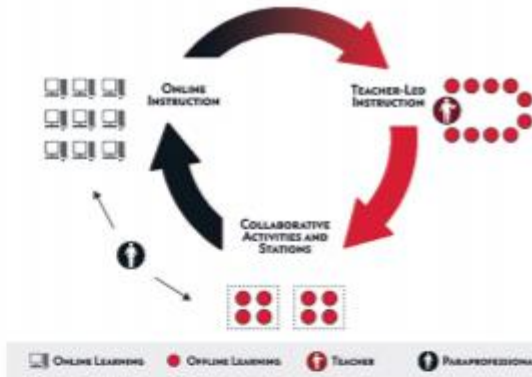 ONLINE
INSTRUCTION
TEACHER-LED
INSTRUCTION
COLLABORATIVE
ACTIVITIES AND
STATIONS
ONLINE LEARNING
OFFLINE LEARNING
TEACHER
PARAPROFESSIONAL